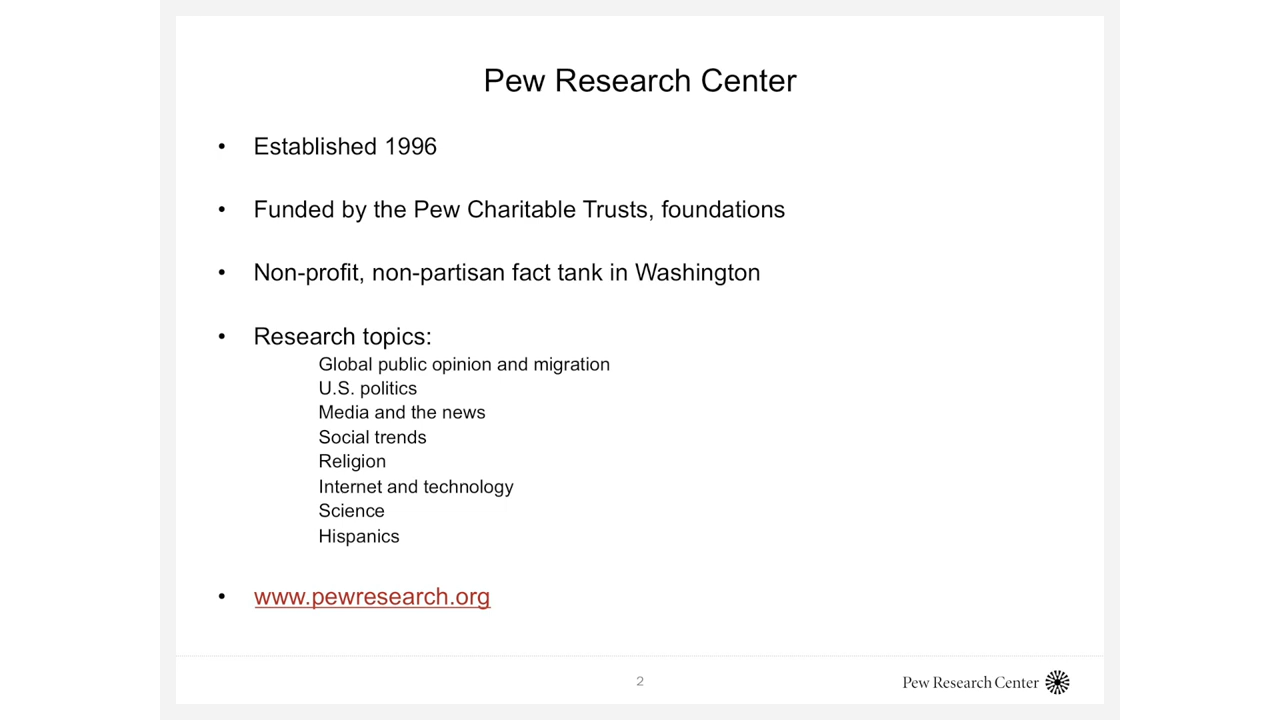 Pew Research Center
• Established 1996
• Funded by the Pew Charitable Trusts, foundations
• Non-profit, non-partisan fact tank in Washington
• Research topics:
Global public opinion and migration
U.S. politics
Media and the news
Social trends
Religion
Internet and technology
Science
Hispanics
• www.pewresearch.org
2
Pew Research Center